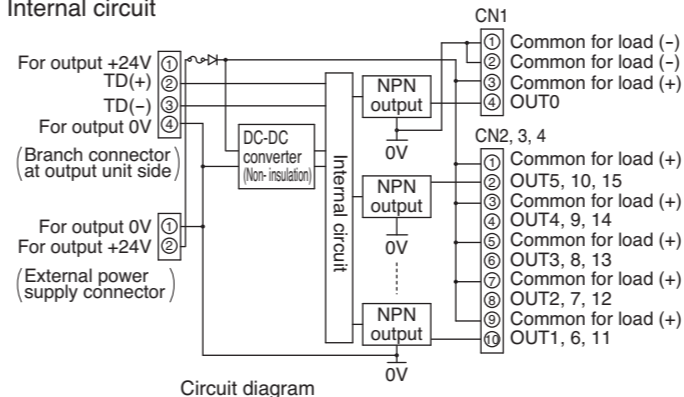 Internal circuit
For output +24V ①
TD(+) ②
TD(−) ③
For output 0V ④
(Branch connector
at output unit side)
For output 0V ①
For output +24V ②
(External power
supply connector)
DC-DC
converter
(Non- insulation)
Internal circuit
NPN
output
0V
NPN
output
0V
NPN
output
0V
CN1
① Common for load (−)
② Common for load (−)
③ Common for load (+)
④ OUT0
CN2, 3, 4
① Common for load (+)
② OUT5, 10, 15
③ Common for load (+)
④ OUT4, 9, 14
⑤ Common for load (+)
⑥ OUT3, 8, 13
⑦ Common for load (+)
⑧ OUT2, 7, 12
⑨ Common for load (+)
⑩ OUT1, 6, 11
Circuit diagram